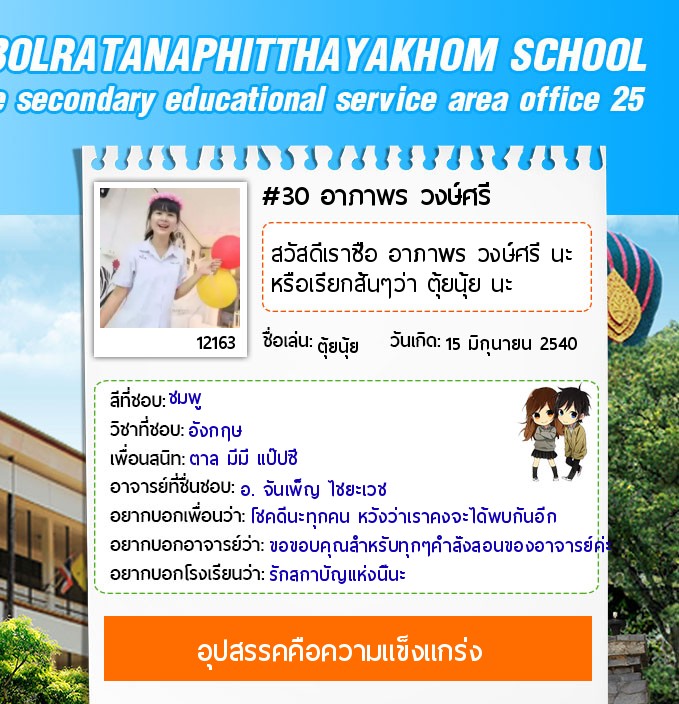 BOLRATANAPHITTHAYAKHOM SCHOOL
e secondary educational service area office 25
#30 อาภาพร วงษ์ศรี
สวัสดีเราชื่อ อาภาพร วงษ์ศรี นะ
หรือเรียกสั้นๆว่า ตุ้ยนุ้ย นะ
12163
ชื่อเล่น: ตุ้ยนุ้ย วันเกิด: 15 มิถุนายน 2540
สีที่ชอบ: ชมพู
วิชาที่ชอบ: อังกฤษ
เพื่อนสนิท: ตาล มีมี แป๊ปซี่
อาจารย์ที่ชื่นชอบ: อ. จันเพ็ญ ไชยะเวช
อยากบอกเพื่อนว่า: โชคดีนะทุกคน หวังว่าเราคงจะได้พบกันอีก
อยากบอกอาจารย์ว่า: ขอขอบคุณสำหรับทุกๆคำสั่งสอนของอาจารย์ค่ะ
อยากบอกโรงเรียนว่า: รักสถาบัญแห่งนี้นะ
อุปสรรคคือความแข็งแกร่ง